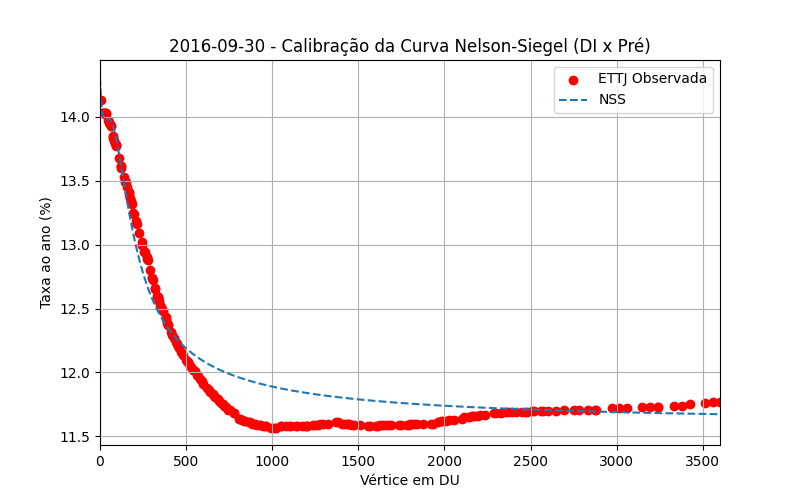 2016-09-30 - Calibração da Curva Nelson-Siegel (DI x Pré)
ETTJ Observada
NSS
Taxa ao ano (%)
14.0
13.5
13.0
12.5
12.0
11.5
0 500 1000 1500 2000 2500 3000 3500
Vértice em DU